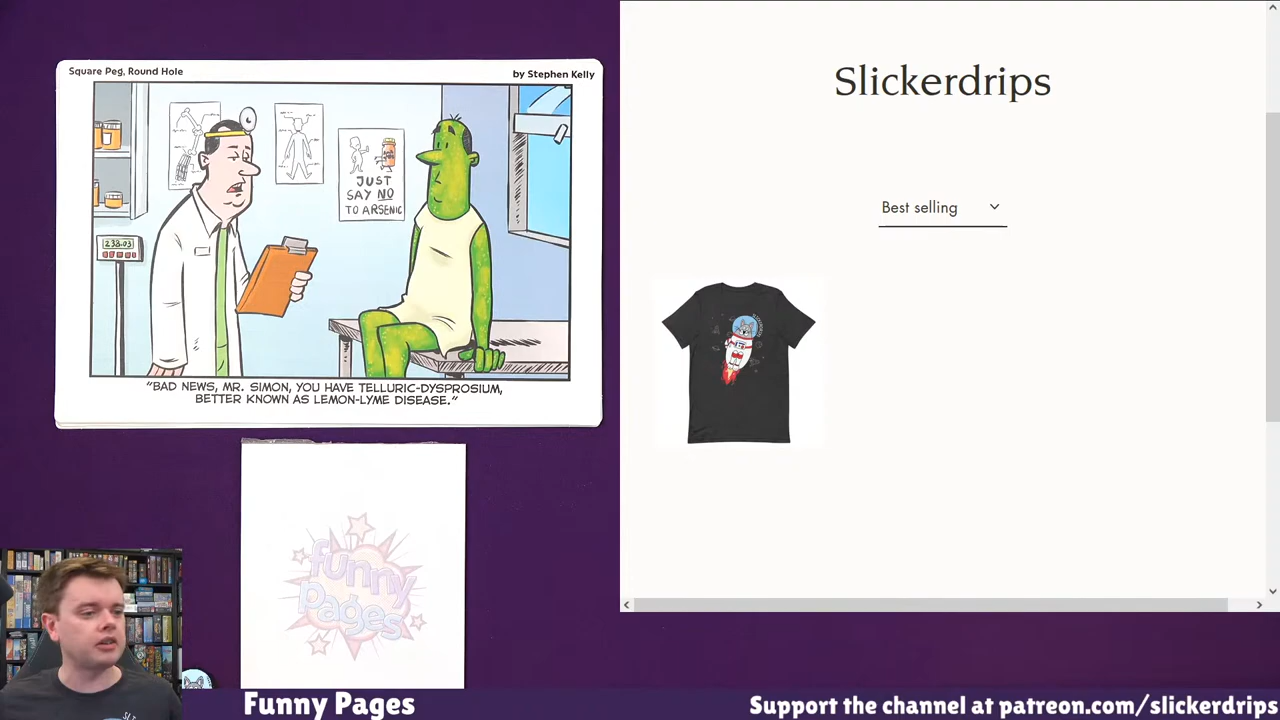 Square Peg, Round Hole
by Stephen Kelly
238.03
JUST
SAY NO
TO ARSENIC
"BAD NEWS, MR. SIMON, YOU HAVE TELLURIC-DYSPROSIUM,
BETTER KNOWN AS LEMON-LYME DISEASE."
funny
pages
Slickerdrips
Best selling
Funny Pages
Support the channel at patreon.com/slickerdrips